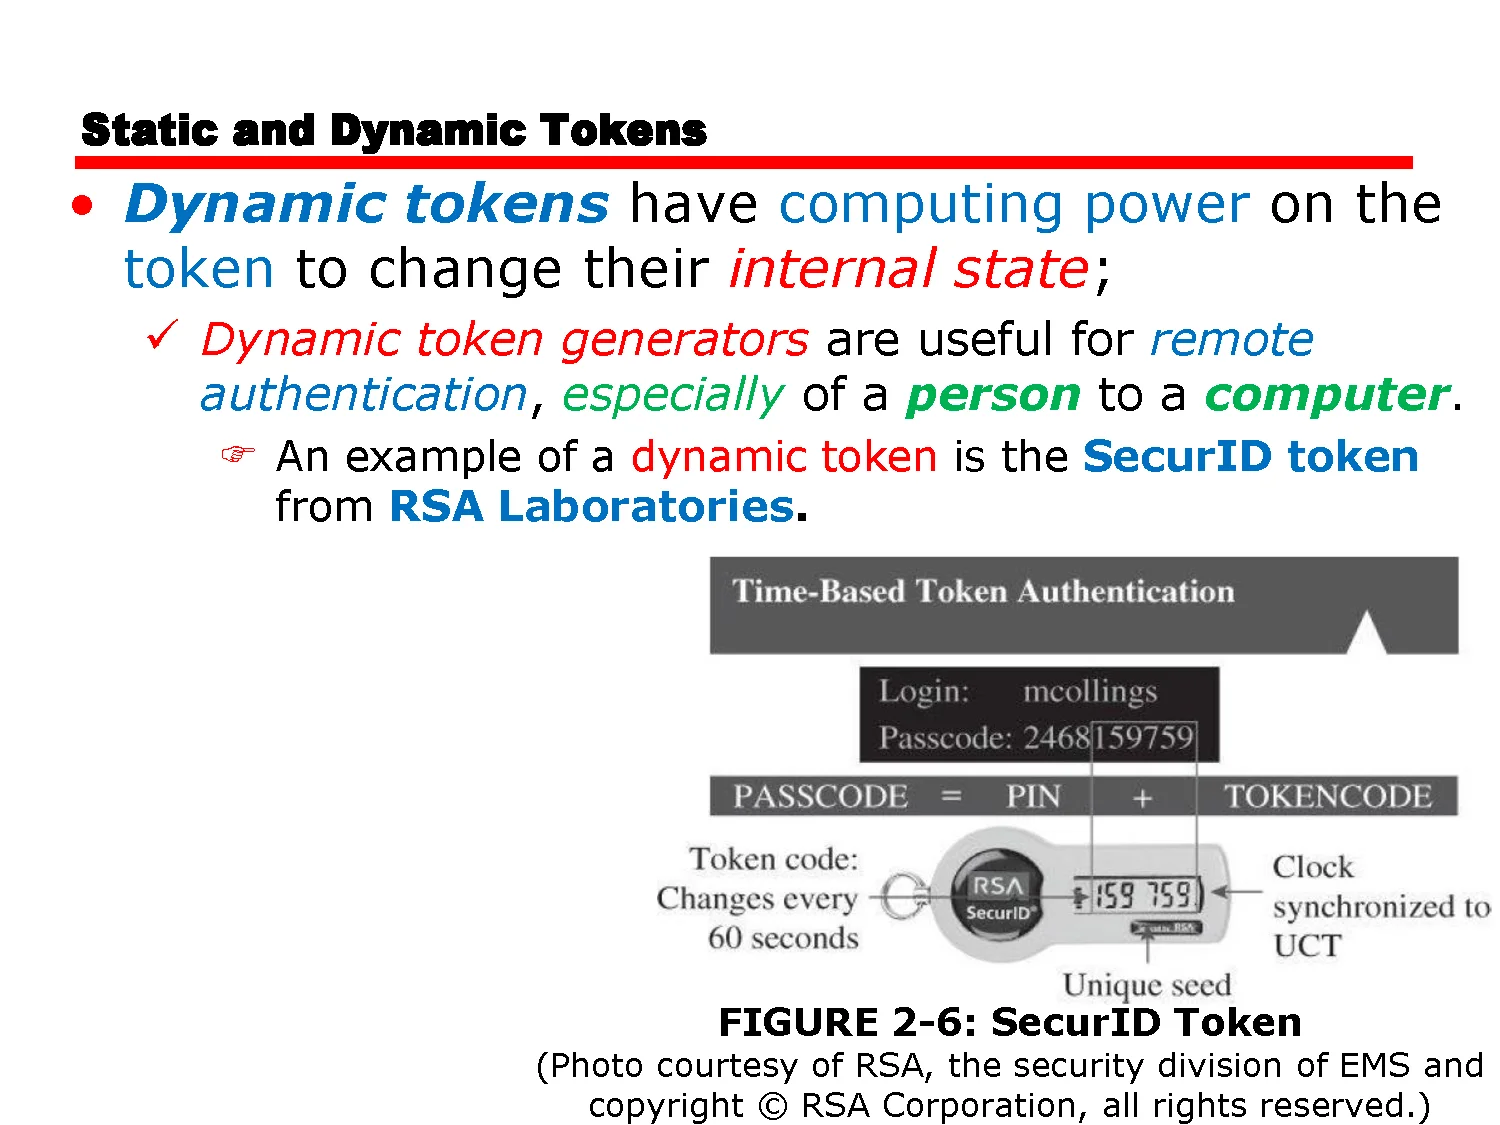 Static and Dynamic Tokens
• Dynamic tokens have computing power on the
token to change their internal state;
✓ Dynamic token generators are useful for remote
authentication, especially of a person to a computer.
☞ An example of a dynamic token is the SecurID token
from RSA Laboratories.
Time-Based Token Authentication
Login: mcollings
Passcode: 2468159759
PASSCODE = PIN + TOKENCODE
Token code:
Changes every
60 seconds
RSA
SecurID®
159 759
Clock
synchronized to
UCT
Unique seed
FIGURE 2-6: SecurID Token
(Photo courtesy of RSA, the security division of EMS and
copyright © RSA Corporation, all rights reserved.)